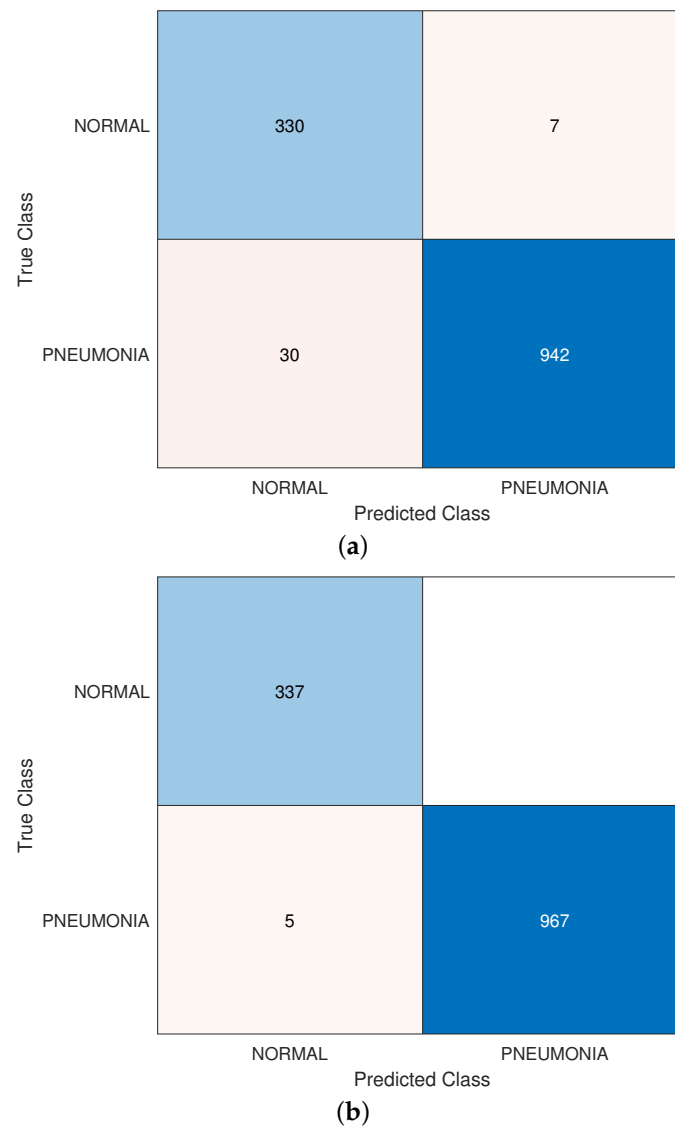 NORMAL 330 7
True Class
PNEUMONIA 30 942
NORMAL PNEUMONIA
Predicted Class
(a)
NORMAL 337
True Class
PNEUMONIA 5 967
NORMAL PNEUMONIA
Predicted Class
(b)